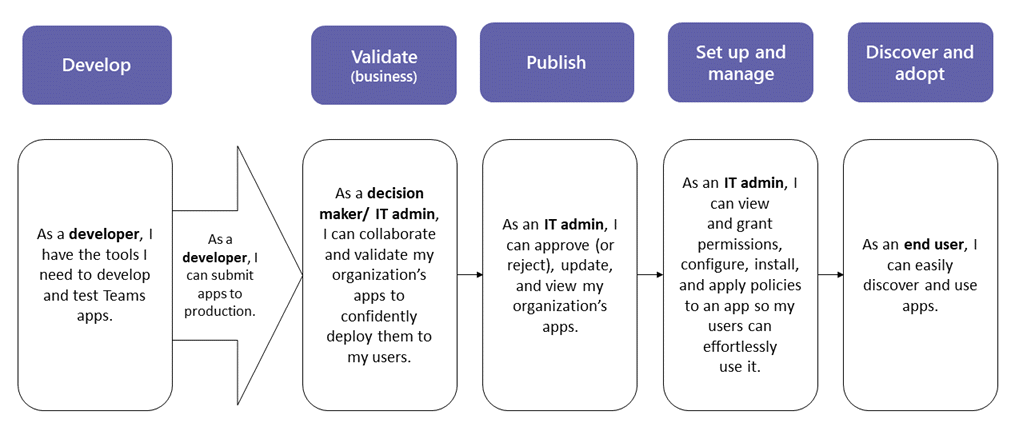 Develop
Validate
(business)
Publish
Set up and
manage
Discover and
adopt
As a developer, I
have the tools I
need to develop
and test Teams
apps.
As a
developer, I
can submit
apps to
production.
As a decision
maker/ IT admin,
I can collaborate
and validate my
organization’s
apps to
confidently
deploy them to
my users.
As an IT admin, I
can approve (or
reject), update,
and view my
organization’s
apps.
As an IT admin, I
can view
and grant
permissions,
configure, install,
and apply policies
to an app so my
users can
effortlessly
use it.
As an end user, I
can easily
discover and use
apps.